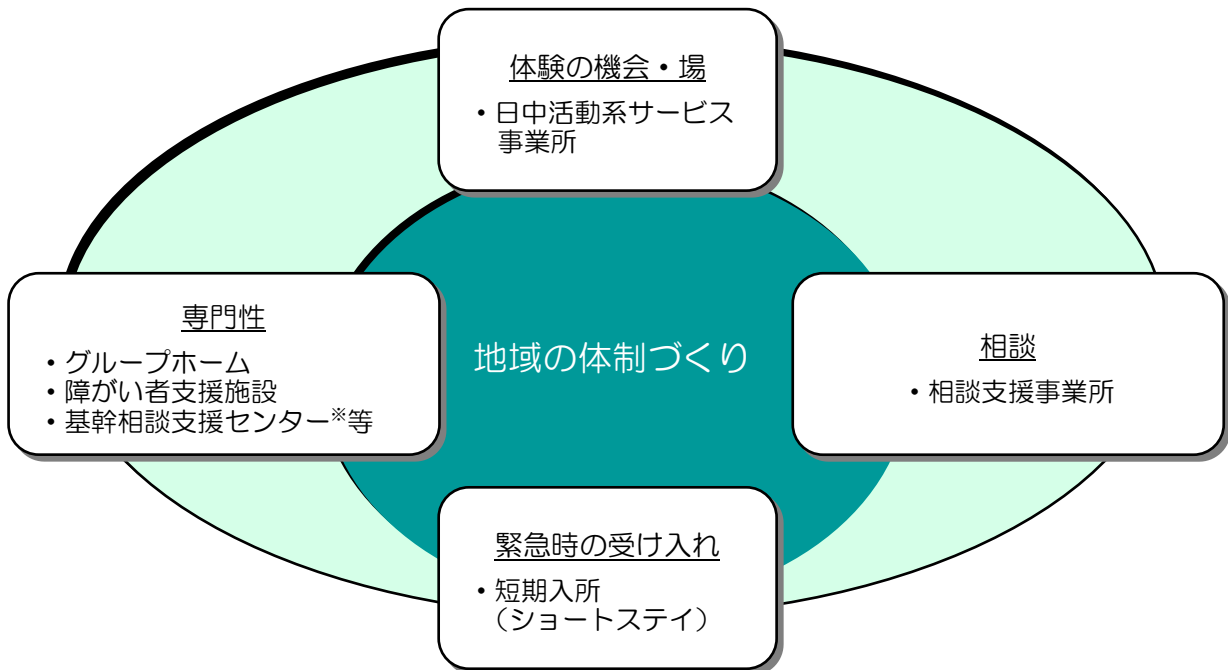 体験の機会・場
・日中活動系サービス
事業所
専門性
・グループホーム
・障がい者支援施設
・基幹相談支援センター※等
地域の体制づくり
相談
・相談支援事業所
緊急時の受け入れ
・短期入所
（ショートステイ）